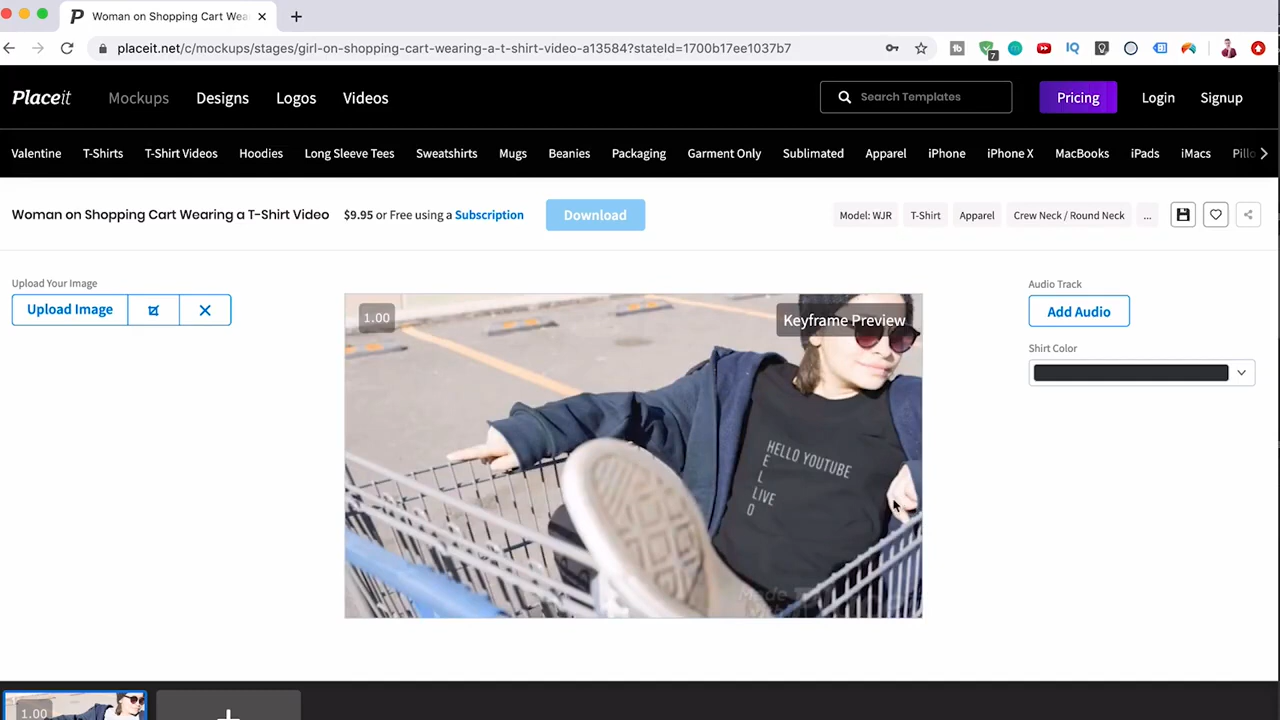 Woman on Shopping Cart Wea
placeit.net/c/mockups/stages/girl-on-shopping-cart-wearing-a-t-shirt-video-a13584?stateId=1700b17ee1037b7
7
Placeit
Mockups
Designs
Logos
Videos
Search Templates
Pricing
Login
Signup
Valentine
T-Shirts
T-Shirt Videos
Hoodies
Long Sleeve Tees
Sweatshirts
Mugs
Beanies
Packaging
Garment Only
Sublimated
Apparel
iPhone
iPhone X
MacBooks
iPads
iMacs
Pillo
Woman on Shopping Cart Wearing a T-Shirt Video
$9.95 or Free using a Subscription
Download
Model: WJR
T-Shirt
Apparel
Crew Neck / Round Neck
...
Upload Your Image
Upload Image
1.00
Keyframe Preview
HELLO YOUTUBE
E
L
LIVE
O
Made
Audio Track
Add Audio
Shirt Color
1.00